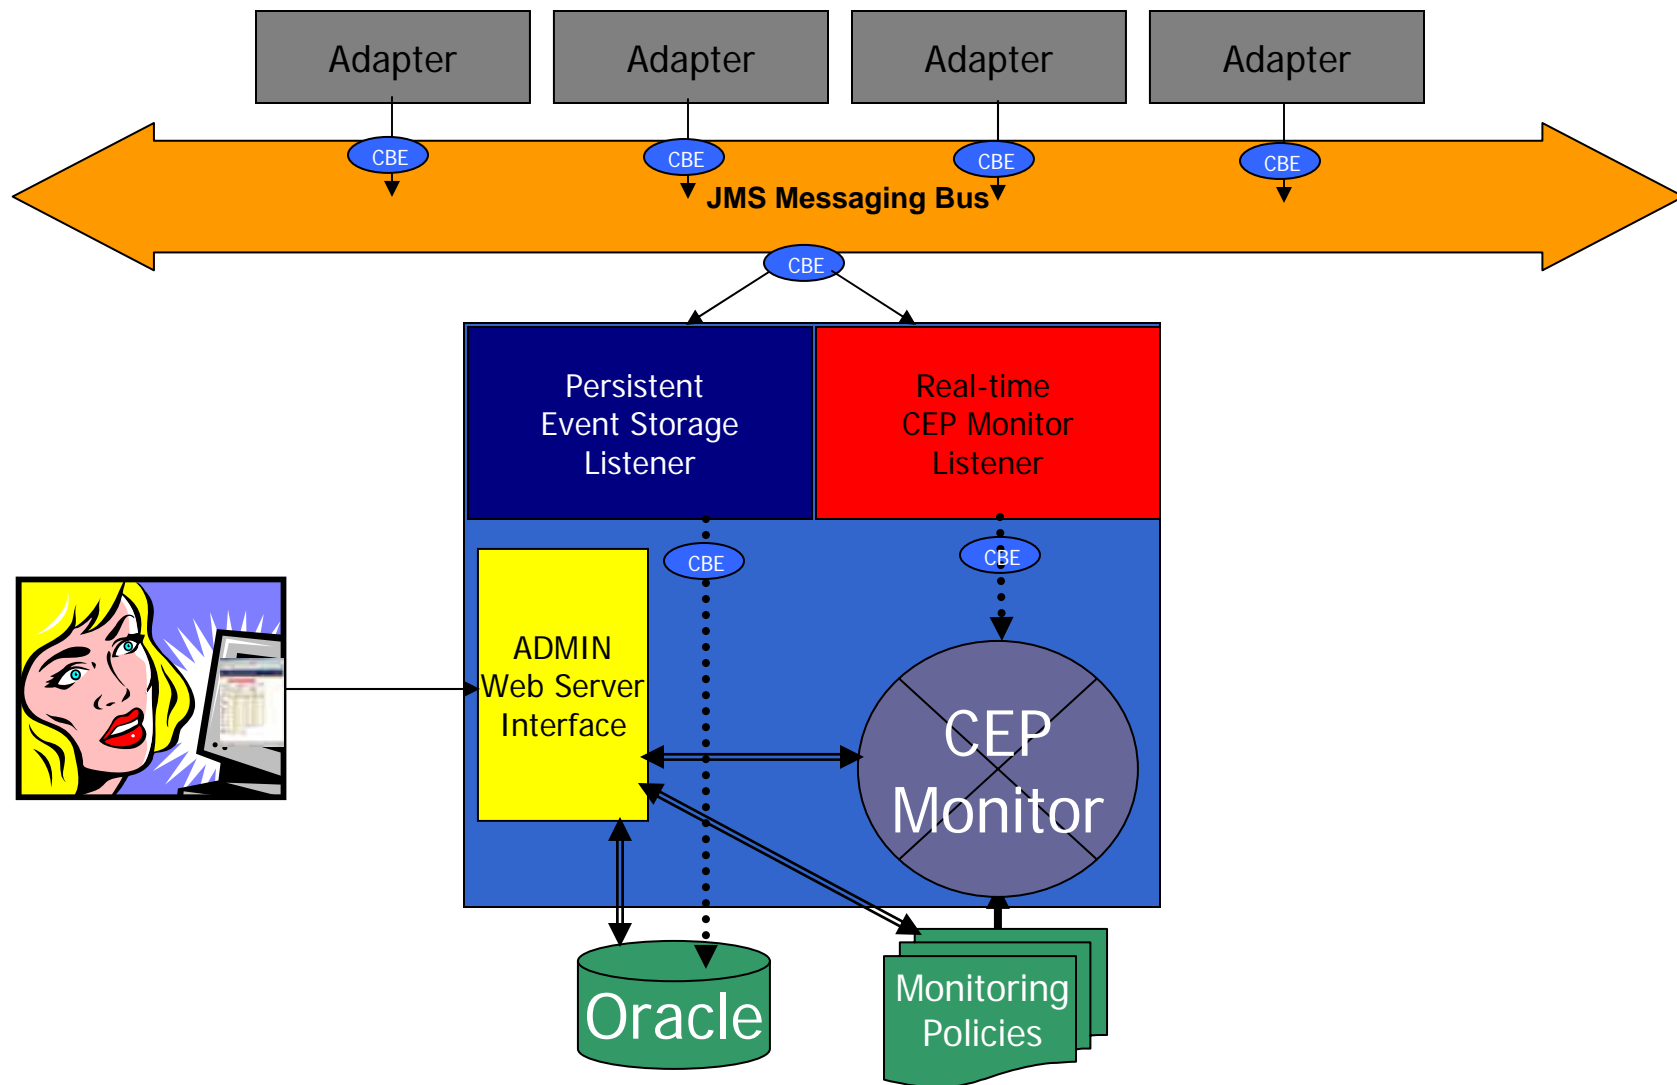 Adapter
Adapter
Adapter
Adapter
CBE
CBE
CBE
CBE
JMS Messaging Bus
CBE
Persistent
Event Storage
Listener
Real-time
CEP Monitor
Listener
CBE
CBE
ADMIN
Web Server
Interface
CEP
Monitor
Oracle
Monitoring
Policies